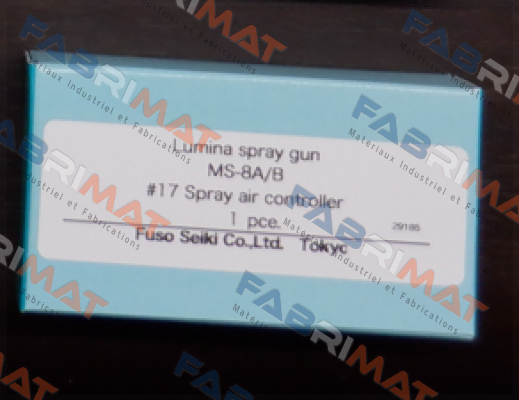 FABRIMAT
Matériaux Industriel et Fabrications
Lumina spray gun
MS-8A/B
#17 Spray air controller
1 pce.
29165
Fuso Seiki Co.,Ltd. Tokyo